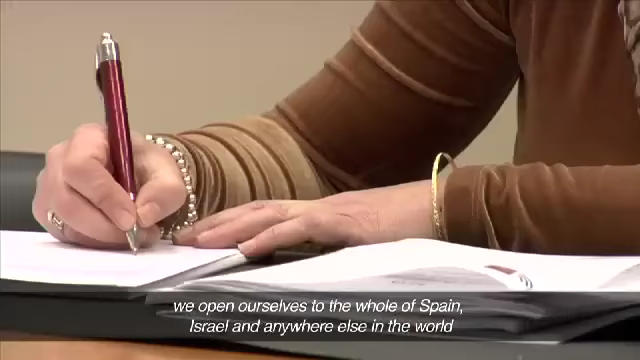 we open ourselves to the whole of Spain,
Israel and anywhere else in the world